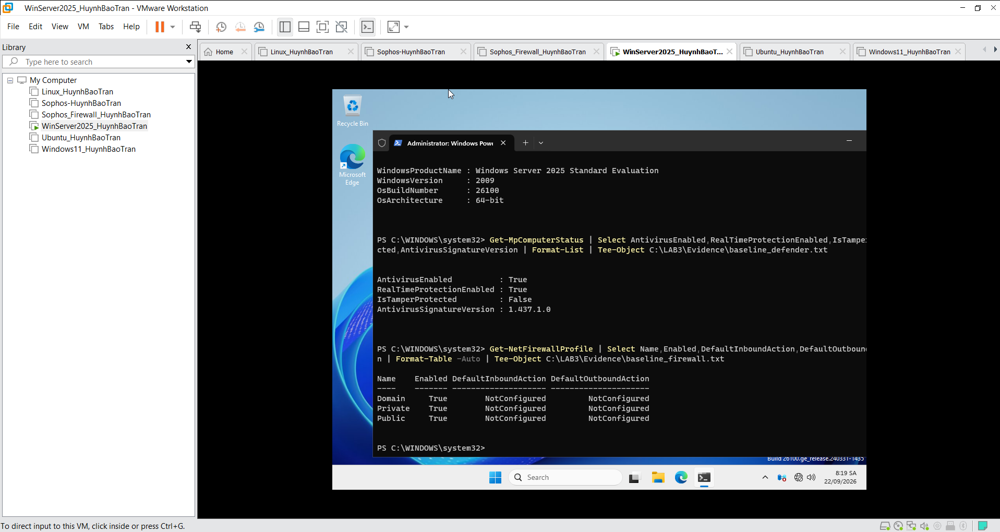 WinServer2025_HuynhBaoTran - VMware Workstation
File Edit View VM Tabs Help
Library
Type here to search
My Computer
Linux_HuynhBaoTran
Sophos-HuynhBaoTran
Sophos_Firewall_HuynhBaoTran
WinServer2025_HuynhBaoTran
Ubuntu_HuynhBaoTran
Windows11_HuynhBaoTran
Home Linux_HuynhBaoTran Sophos-HuynhBaoTran Sophos_Firewall_HuynhBaoTran WinServer2025_HuynhBaoT... Ubuntu_HuynhBaoTran Windows11_HuynhBaoTran
Recycle Bin
Microsoft
Edge
Administrator: Windows Powe
WindowsProductName : Windows Server 2025 Standard Evaluation
WindowsVersion : 2009
OsBuildNumber : 26100
OsArchitecture : 64-bit
PS C:\WINDOWS\system32> Get-MpComputerStatus | Select AntivirusEnabled,RealTimeProtectionEnabled,IsTamper
cted,AntivirusSignatureVersion | Format-List | Tee-Object C:\LAB3\Evidence\baseline_defender.txt
AntivirusEnabled : True
RealTimeProtectionEnabled : True
IsTamperProtected : False
AntivirusSignatureVersion : 1.437.1.0
PS C:\WINDOWS\system32> Get-NetFirewallProfile | Select Name,Enabled,DefaultInboundAction,DefaultOutbound
n | Format-Table -Auto | Tee-Object C:\LAB3\Evidence\baseline_firewall.txt
Name Enabled DefaultInboundAction DefaultOutboundAction
---- ------- -------------------- ---------------------
Domain True NotConfigured NotConfigured
Private True NotConfigured NotConfigured
Public True NotConfigured NotConfigured
PS C:\WINDOWS\system32>
Build 26100.ge_release.240331-1435
Search
8:19 SA
22/09/2026
To direct input to this VM, click inside or press Ctrl+G.